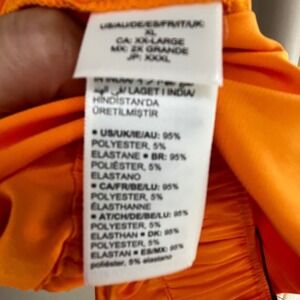 US/AU/DE/ES/FR/IT/UK:
XL
CA: XX-LARGE
MX: 2X GRANDE
JP: XXXL
/ LAGET I INDIA/
HİNDİSTAN'DA
ÜRETİLMİŞTİR
● US/UK/IE/AU: 95%
POLYESTER, 5%
ELASTANE ● BR: 95%
POLIÉSTER, 5%
ELASTANO
● CA/FR/BE/LU: 95%
POLYESTER, 5%
ÉLASTHANNE
● AT/CH/DE/BE/LU: 95%
POLYESTER, 5%
ELASTHAN ● DK: 95%
POLYESTER, 5%
ELASTAN ● ES/MX: 95%
poliéster, 5% elastano